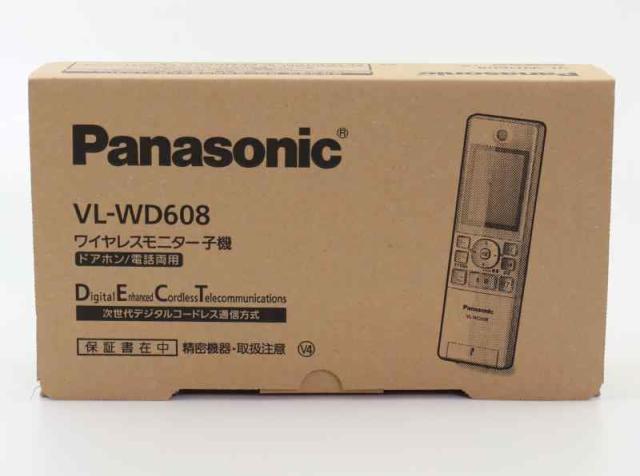 Panasonic
Panasonic®
VL-WD608
ワイヤレスモニター子機
ドアホン/電話両用
Digital Enhanced Cordless Telecommunications
次世代デジタルコードレス通信方式
保証書在中 精密機器・取扱注意 V4
Panasonic
VL-WD608